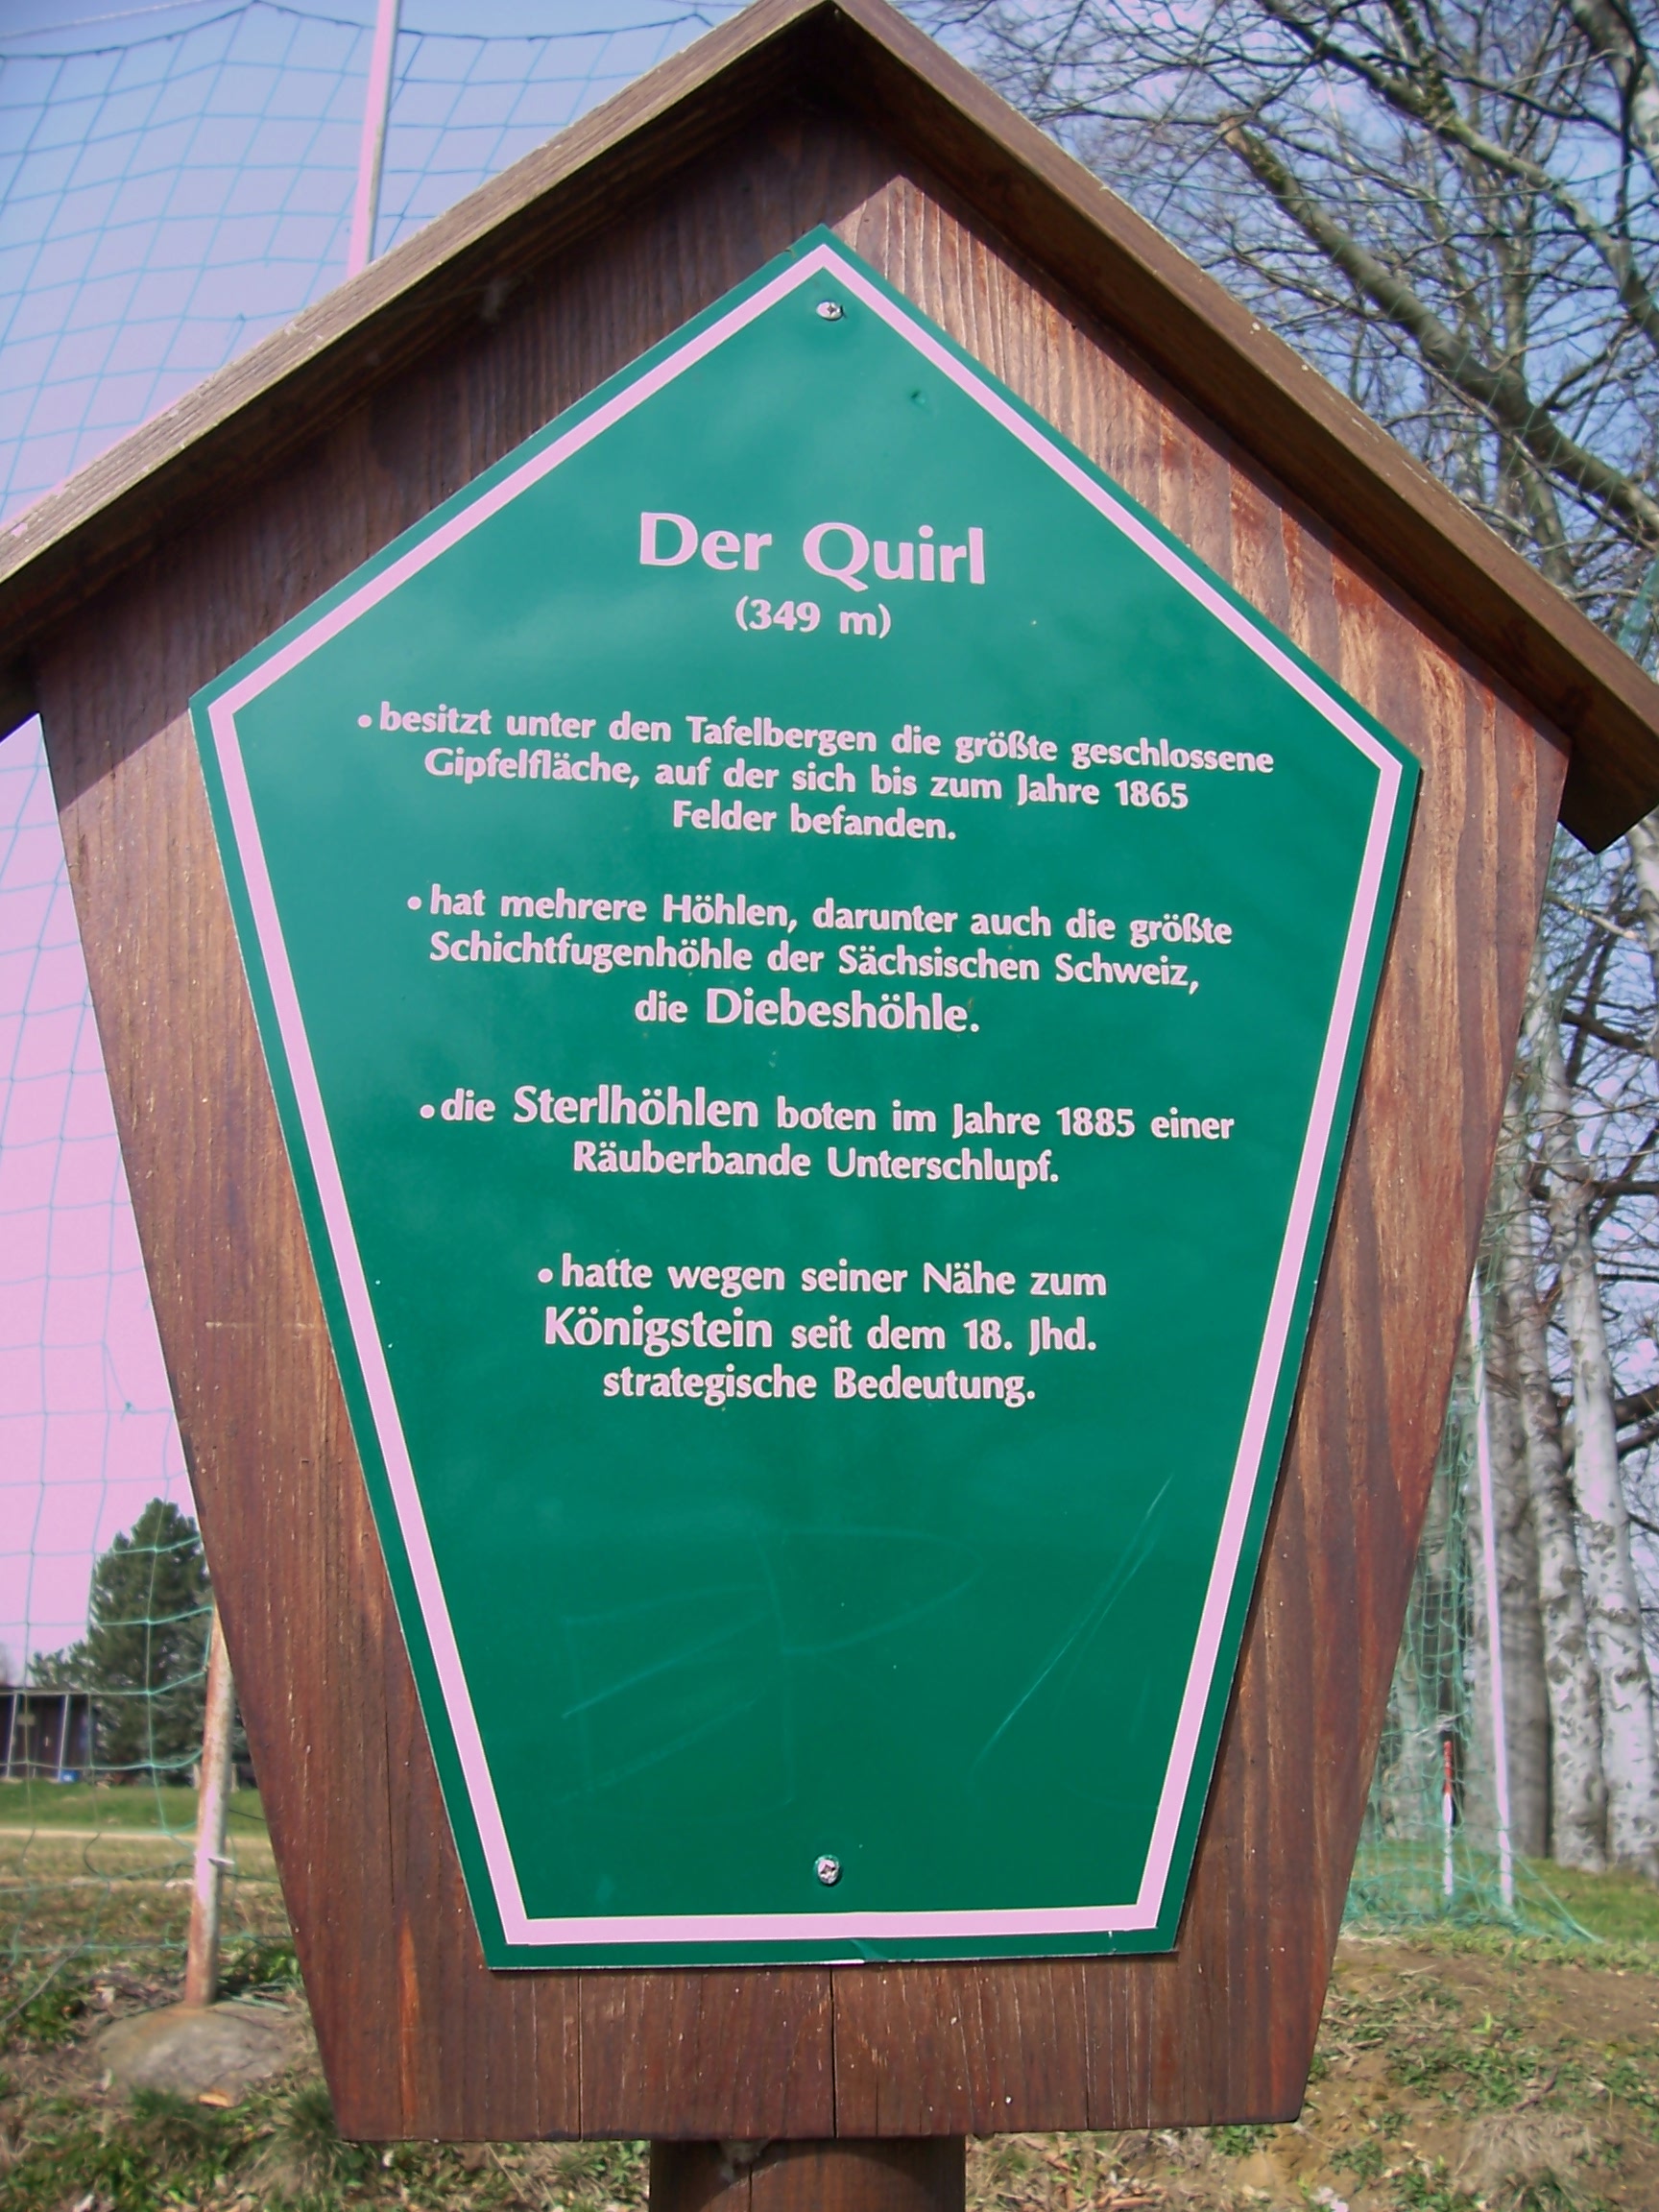 Der Quirl
(349 m)
• besitzt unter den Tafelbergen die größte geschlossene
Gipfelfläche, auf der sich bis zum Jahre 1865
Felder befanden.
• hat mehrere Höhlen, darunter auch die größte
Schichtfugenhöhle der Sächsischen Schweiz,
die Diebeshöhle.
• die Sterlhöhlen boten im Jahre 1885 einer
Räuberbande Unterschlupf.
• hatte wegen seiner Nähe zum
Königstein seit dem 18. Jhd.
strategische Bedeutung.